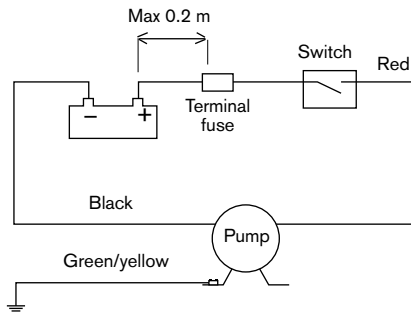 Max 0.2 m
Switch
Red
− +
Terminal
fuse
Black
Pump
Green/yellow